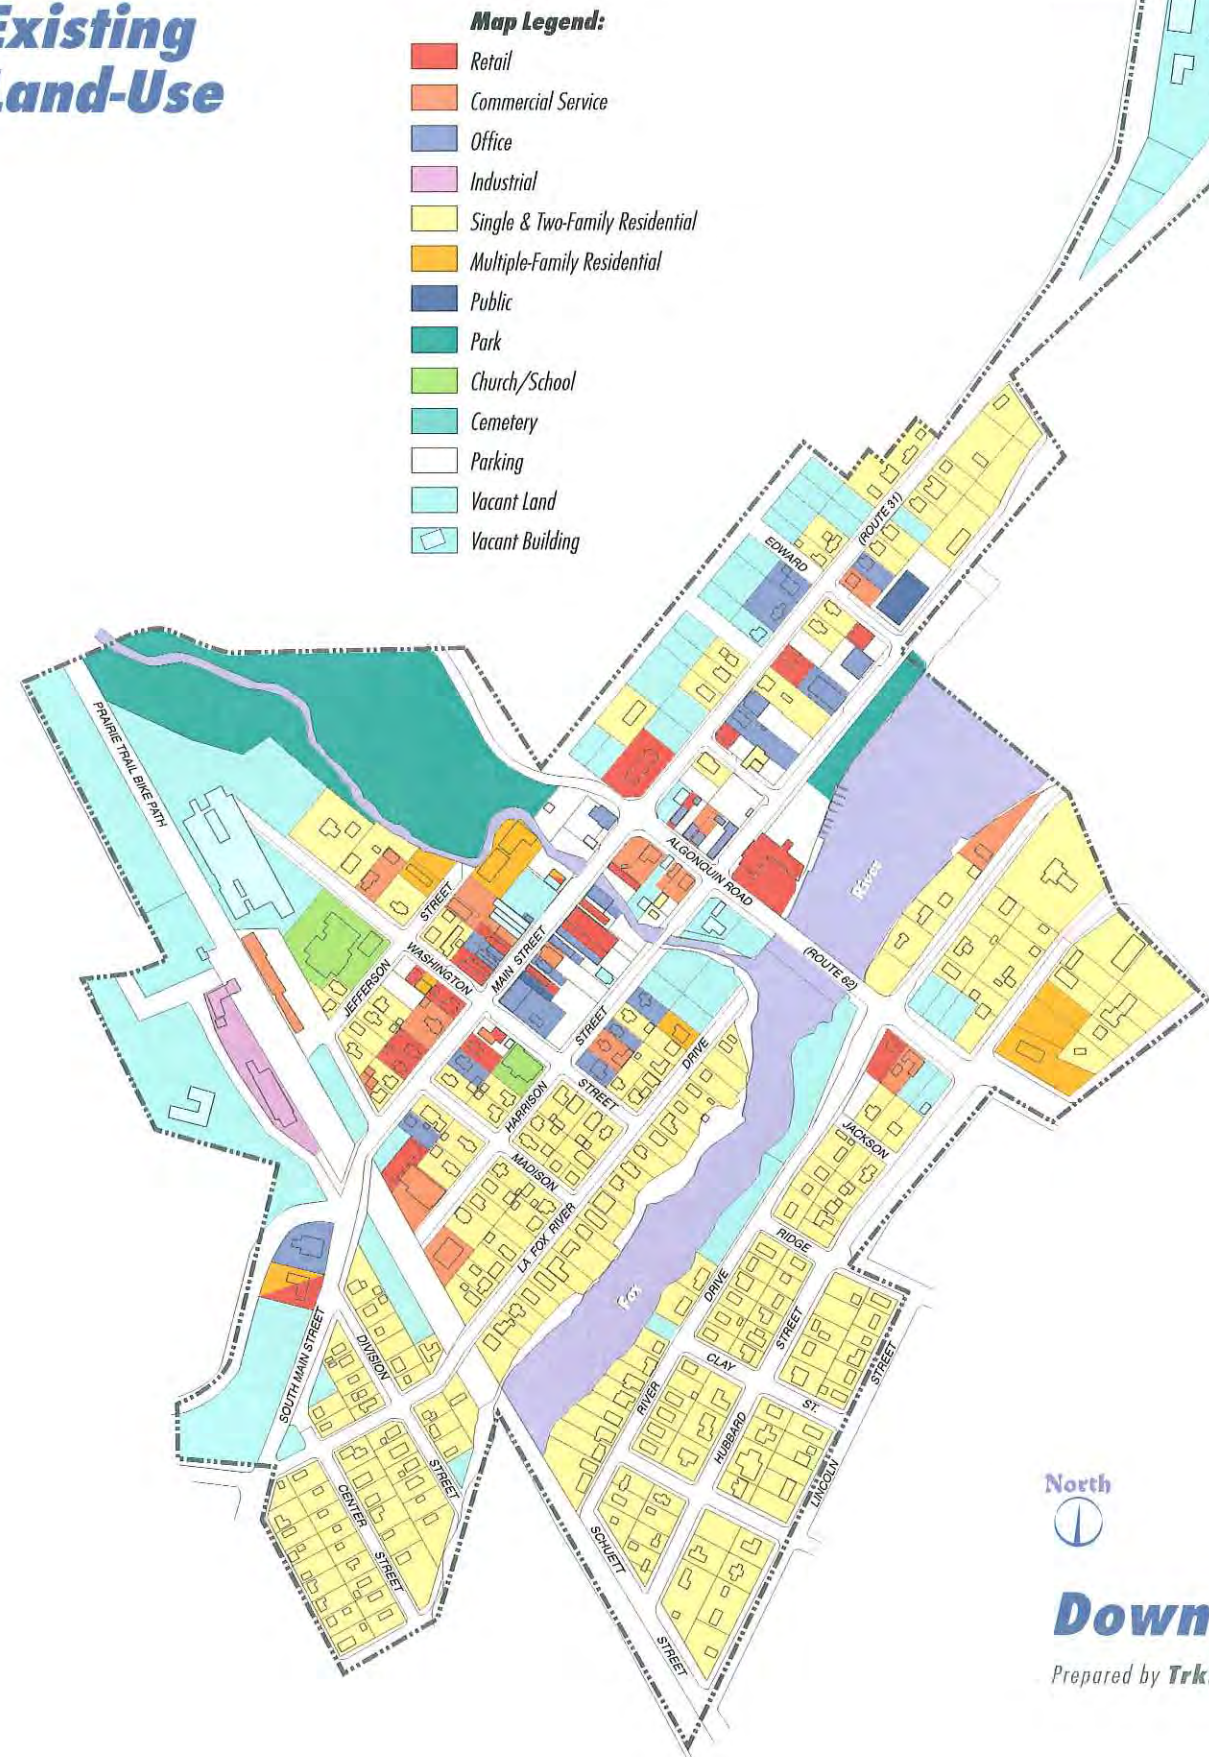 Existing
Land-Use
Map Legend:
Retail
Commercial Service
Office
Industrial
Single & Two-Family Residential
Multiple-Family Residential
Public
Park
Church/School
Cemetery
Parking
Vacant Land
Vacant Building
(ROUTE 31)
EDWARD
PRAIRIE TRAIL BIKE PATH
ALGONQUIN ROAD
River
STREET
WASHINGTON
MAIN STREET
(ROUTE 62)
JEFFERSON
STREET
DRIVE
HARRISON
STREET
JACKSON
MADISON
LA FOX RIVER
RIDGE
Fox
DRIVE
STREET
SOUTH MAIN STREET
DIVISION
CLAY
STREET
RIVER
ST.
HUBBARD
STREET
LINCOLN
CENTER
STREET
SCHUETT
STREET
North
Down
Prepared by Trk